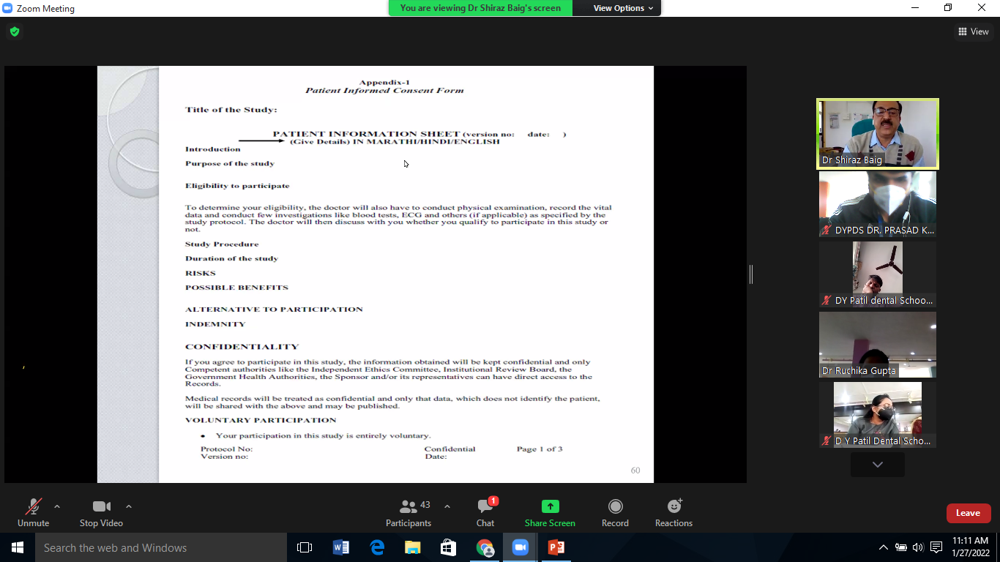 Zoom Meeting
You are viewing Dr Shiraz Baig's screen
View Options
View
Appendix-1
Patient Informed Consent Form
Title of the Study:
PATIENT INFORMATION SHEET (version no: date: )
(Give Details) IN MARATHI/HINDI/ENGLISH
Introduction
Purpose of the study
Eligibility to participate
To determine your eligibility, the doctor will also have to conduct physical examination, record the vital
data and conduct few investigations like blood tests, ECG and others (if applicable) as specified by the
study protocol. The doctor will then discuss with you whether you qualify to participate in this study or
not.
Study Procedure
Duration of the study
RISKS
POSSIBLE BENEFITS
ALTERNATIVE TO PARTICIPATION
INDEMNITY
CONFIDENTIALITY
If you agree to participate in this study, the information obtained will be kept confidential and only
Competent authorities like the Independent Ethics Committee, Institutional Review Board, the
Government Health Authorities, the Sponsor and/or its representatives can have direct access to the
Records.
Medical records will be treated as confidential and only that data, which does not identify the patient,
will be shared with the above and may be published.
VOLUNTARY PARTICIPATION
• Your participation in this study is entirely voluntary.
Protocol No: Confidential Page 1 of 3
Version no: Date:
60
Dr Shiraz Baig
DYPDS DR. PRASAD K...
DY Patil dental Schoo...
Dr Ruchika Gupta
D Y Patil Dental Scho...
Unmute
Stop Video
43
Participants
1
Chat
Share Screen
Record
Reactions
Leave
Search the web and Windows
11:11 AM
1/27/2022